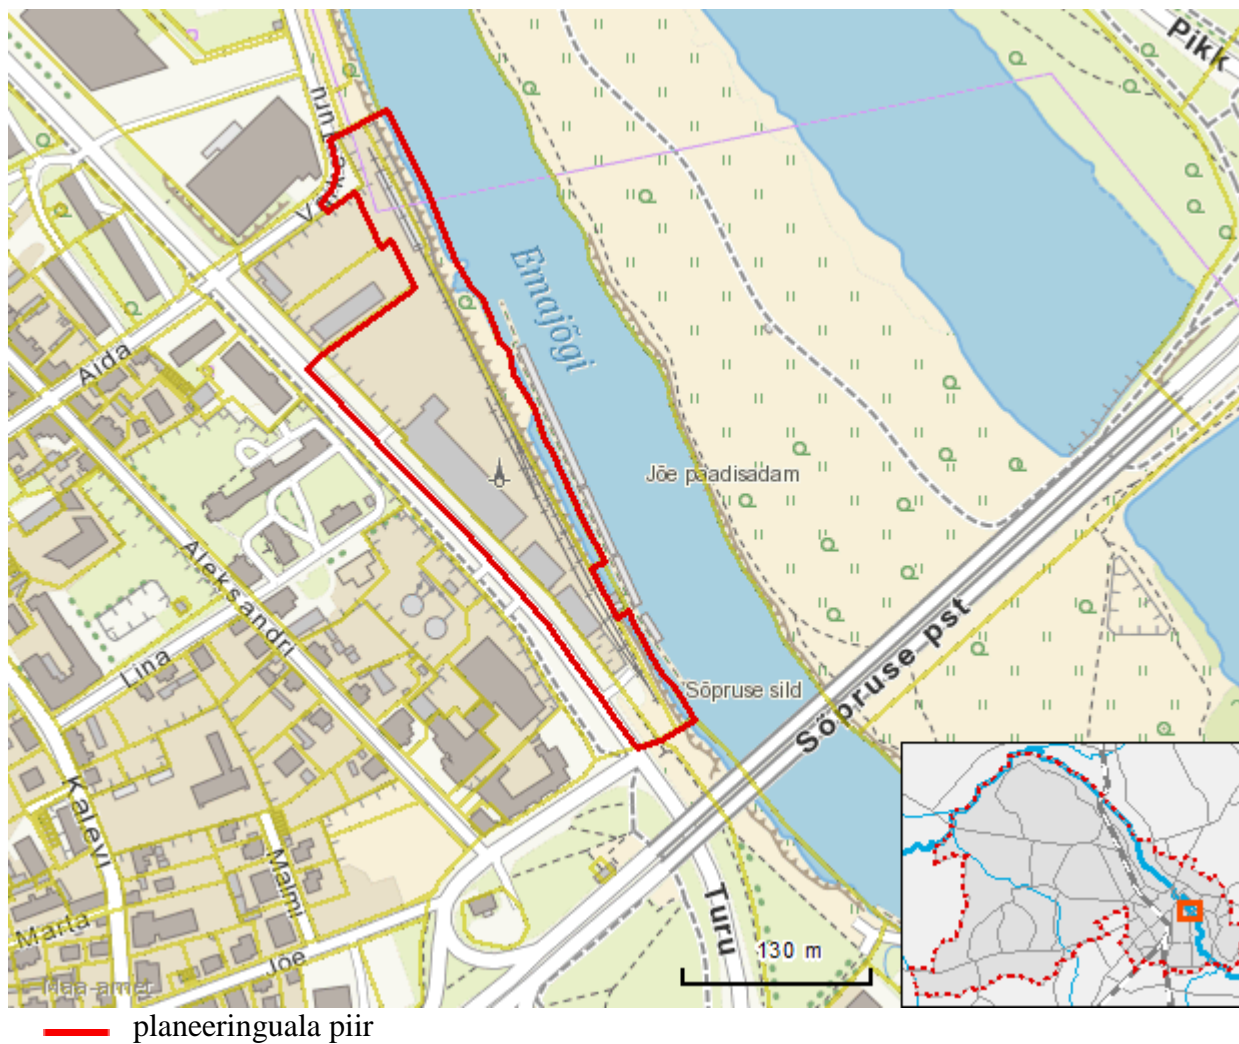 Pikk
Emajõgi
Aida
Jõe paadisadam
Aleksandri
Sõpruse pst
Lina
Sõpruse sild
Kalevi
Malmi
Turu
Marta
130 m
Jõe
Maa-amet
planeeringuala piir